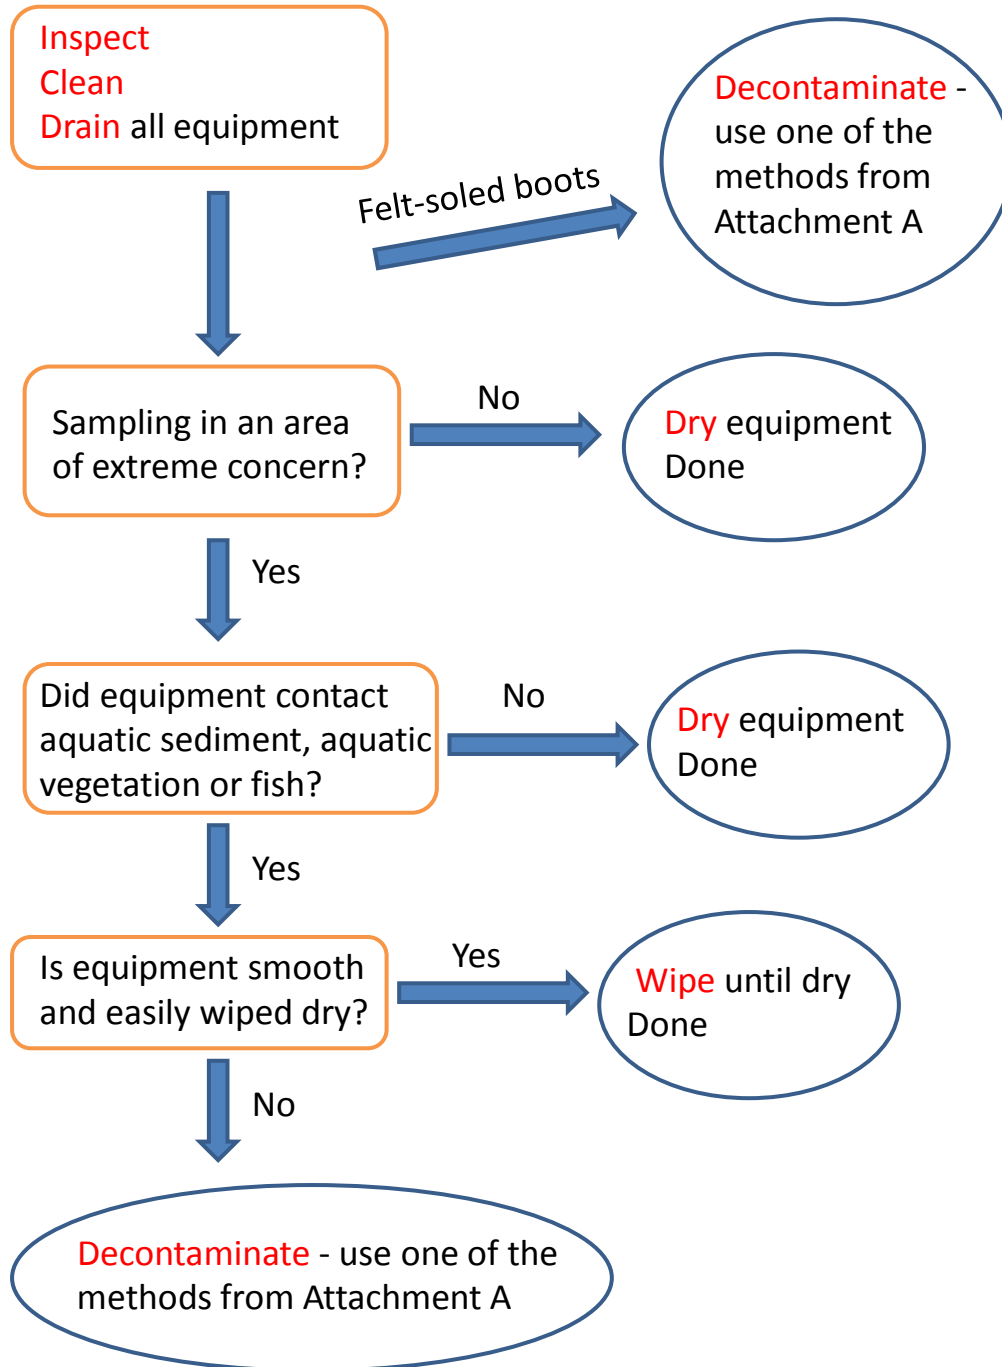 Inspect
Clean
Drain all equipment
Felt-soled boots
Decontaminate -
use one of the
methods from
Attachment A
Sampling in an area
of extreme concern?
No
Dry equipment
Done
Yes
Did equipment contact
aquatic sediment, aquatic
vegetation or fish?
No
Dry equipment
Done
Yes
Is equipment smooth
and easily wiped dry?
Yes
Wipe until dry
Done
No
Decontaminate - use one of the
methods from Attachment A